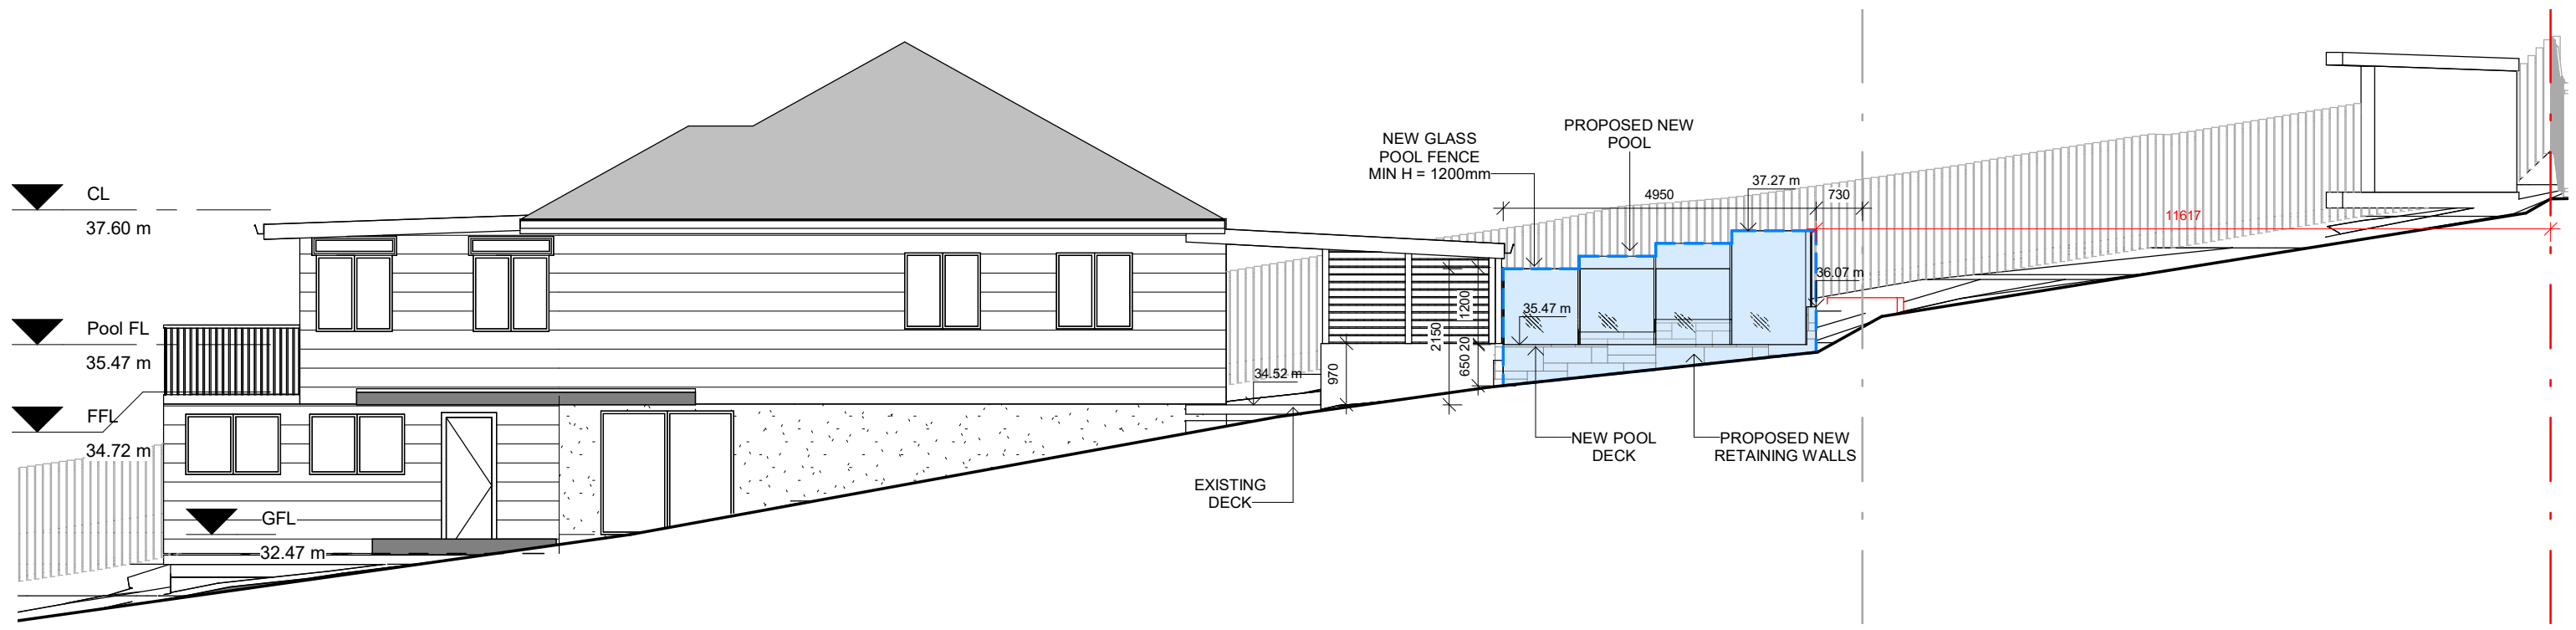 CL
37.60 m
Pool FL
35.47 m
FFL
34.72 m
GFL
32.47 m
34.52 m
EXISTING
DECK
970
2150
1200
20
650
NEW GLASS
POOL FENCE
MIN H = 1200mm
PROPOSED NEW
POOL
4950
37.27 m
730
11617
36.07 m
35.47 m
NEW POOL
DECK
PROPOSED NEW
RETAINING WALLS